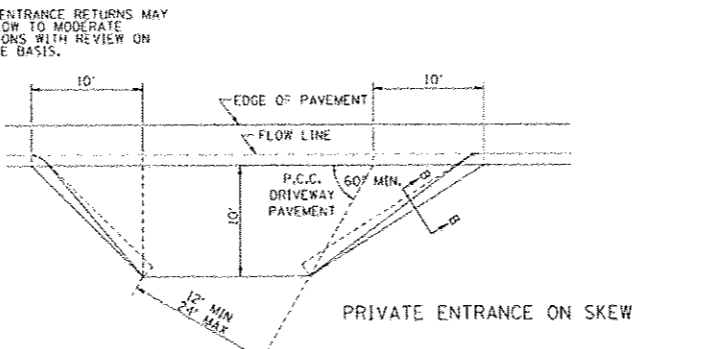 ENTRANCE RETURNS MAY
OW TO MODERATE
ONS WITH REVIEW ON
E BASIS.
10'
10'
EDGE OF PAVEMENT
FLOW LINE
P.C.C.
DRIVEWAY
PAVEMENT
60° MIN.
B
B
10'
12' MIN
24' MAX
PRIVATE ENTRANCE ON SKEW